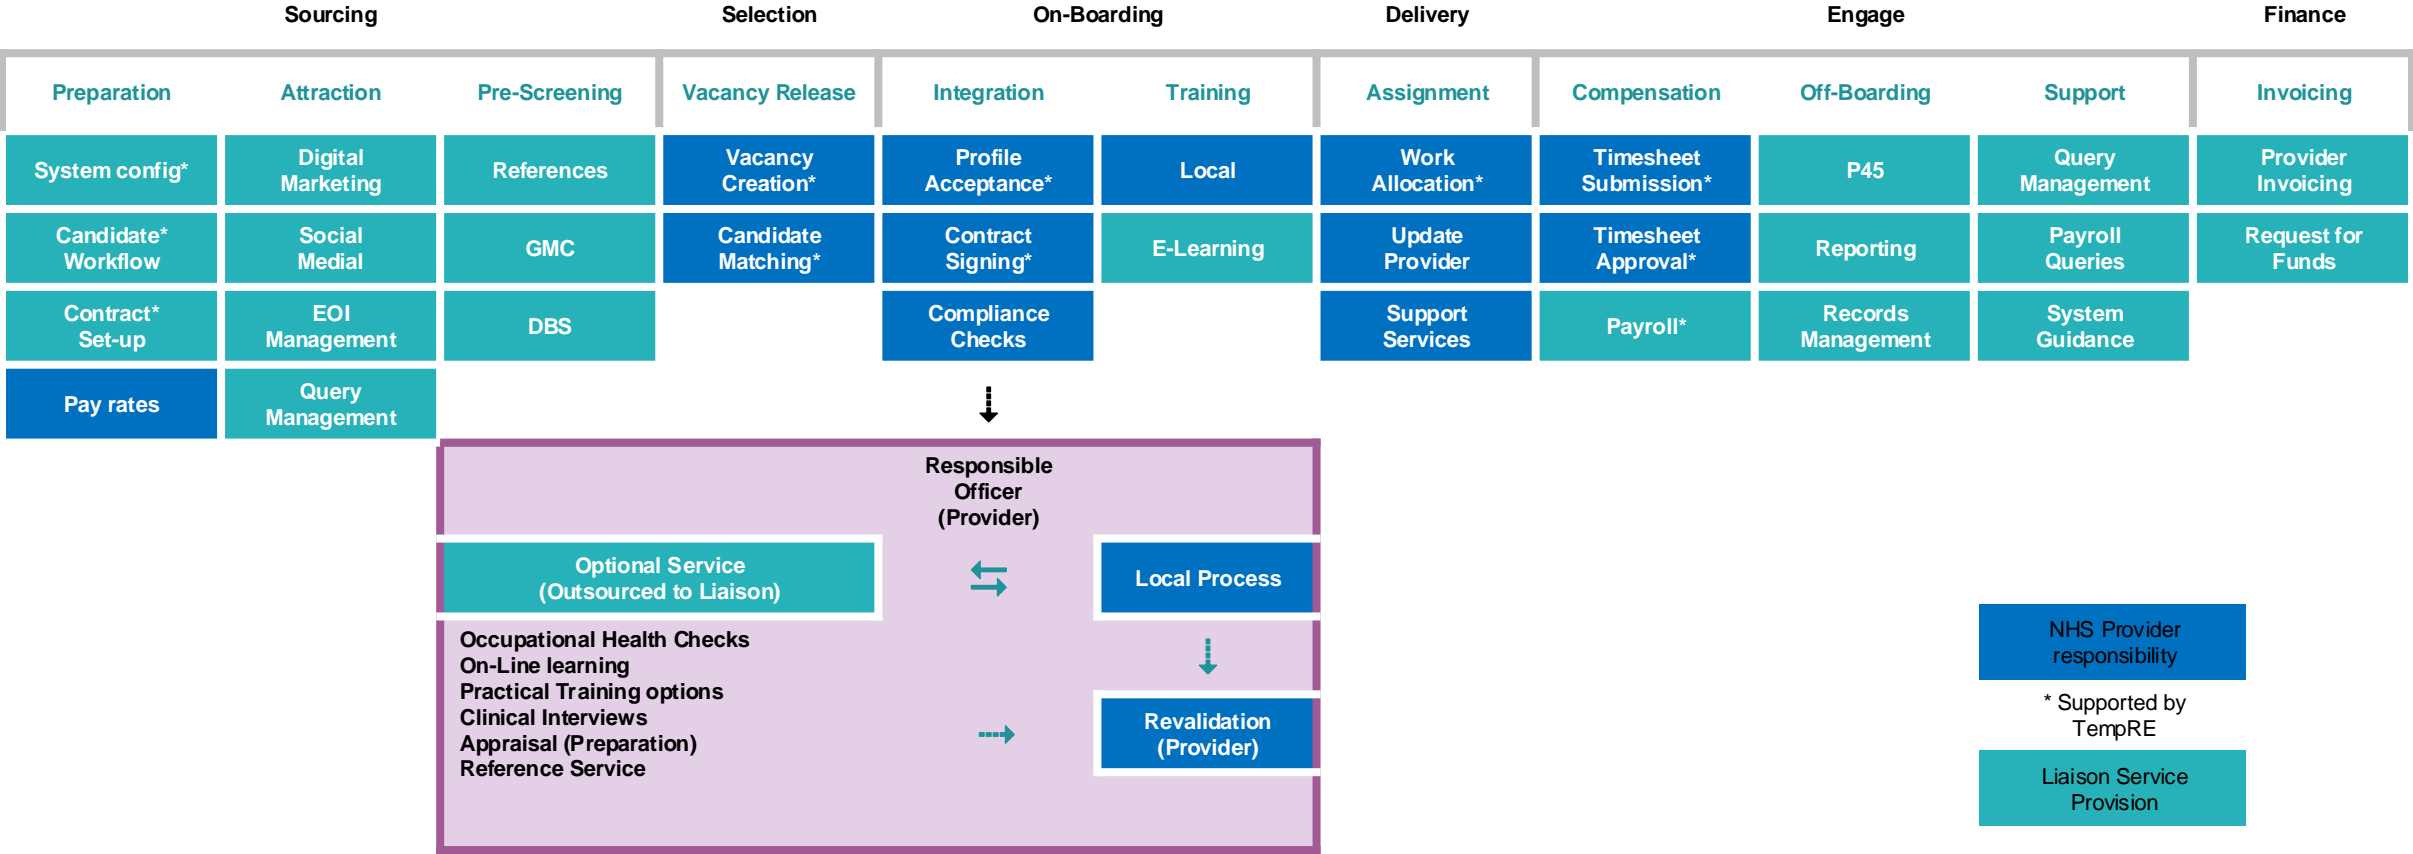 Sourcing
Selection
On-Boarding
Delivery
Engage
Finance
Preparation
Attraction
Pre-Screening
Vacancy Release
Integration
Training
Assignment
Compensation
Off-Boarding
Support
Invoicing
System config*
Digital
Marketing
References
Vacancy
Creation*
Profile
Acceptance*
Local
Work
Allocation*
Timesheet
Submission*
P45
Query
Management
Provider
Invoicing
Candidate*
Workflow
Social
Medial
GMC
Candidate
Matching*
Contract
Signing*
E-Learning
Update
Provider
Timesheet
Approval*
Reporting
Payroll
Queries
Request for
Funds
Contract*
Set-up
EOI
Management
DBS
Compliance
Checks
Support
Services
Payroll*
Records
Management
System
Guidance
Pay rates
Query
Management
Responsible
Officer
(Provider)
Optional Service
(Outsourced to Liaison)
Local Process
Occupational Health Checks
On-Line learning
Practical Training options
Clinical Interviews
Appraisal (Preparation)
Reference Service
Revalidation
(Provider)
NHS Provider
responsibility
* Supported by
TempRE
Liaison Service
Provision